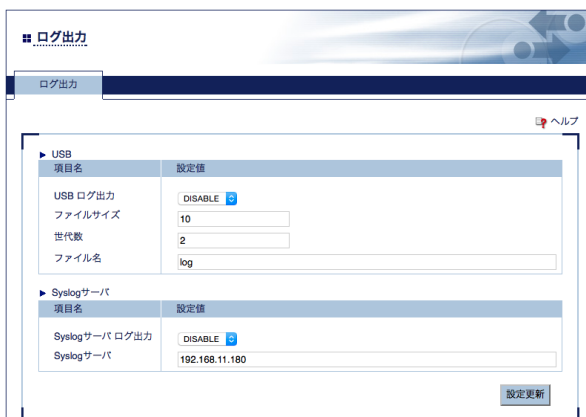 ログ出力
ログ出力
ヘルプ
USB
項目名 設定値
USB ログ出力 DISABLE
ファイルサイズ 10
世代数 2
ファイル名 log
Syslogサーバ
項目名 設定値
Syslogサーバ ログ出力 DISABLE
Syslogサーバ 192.168.11.180
設定更新